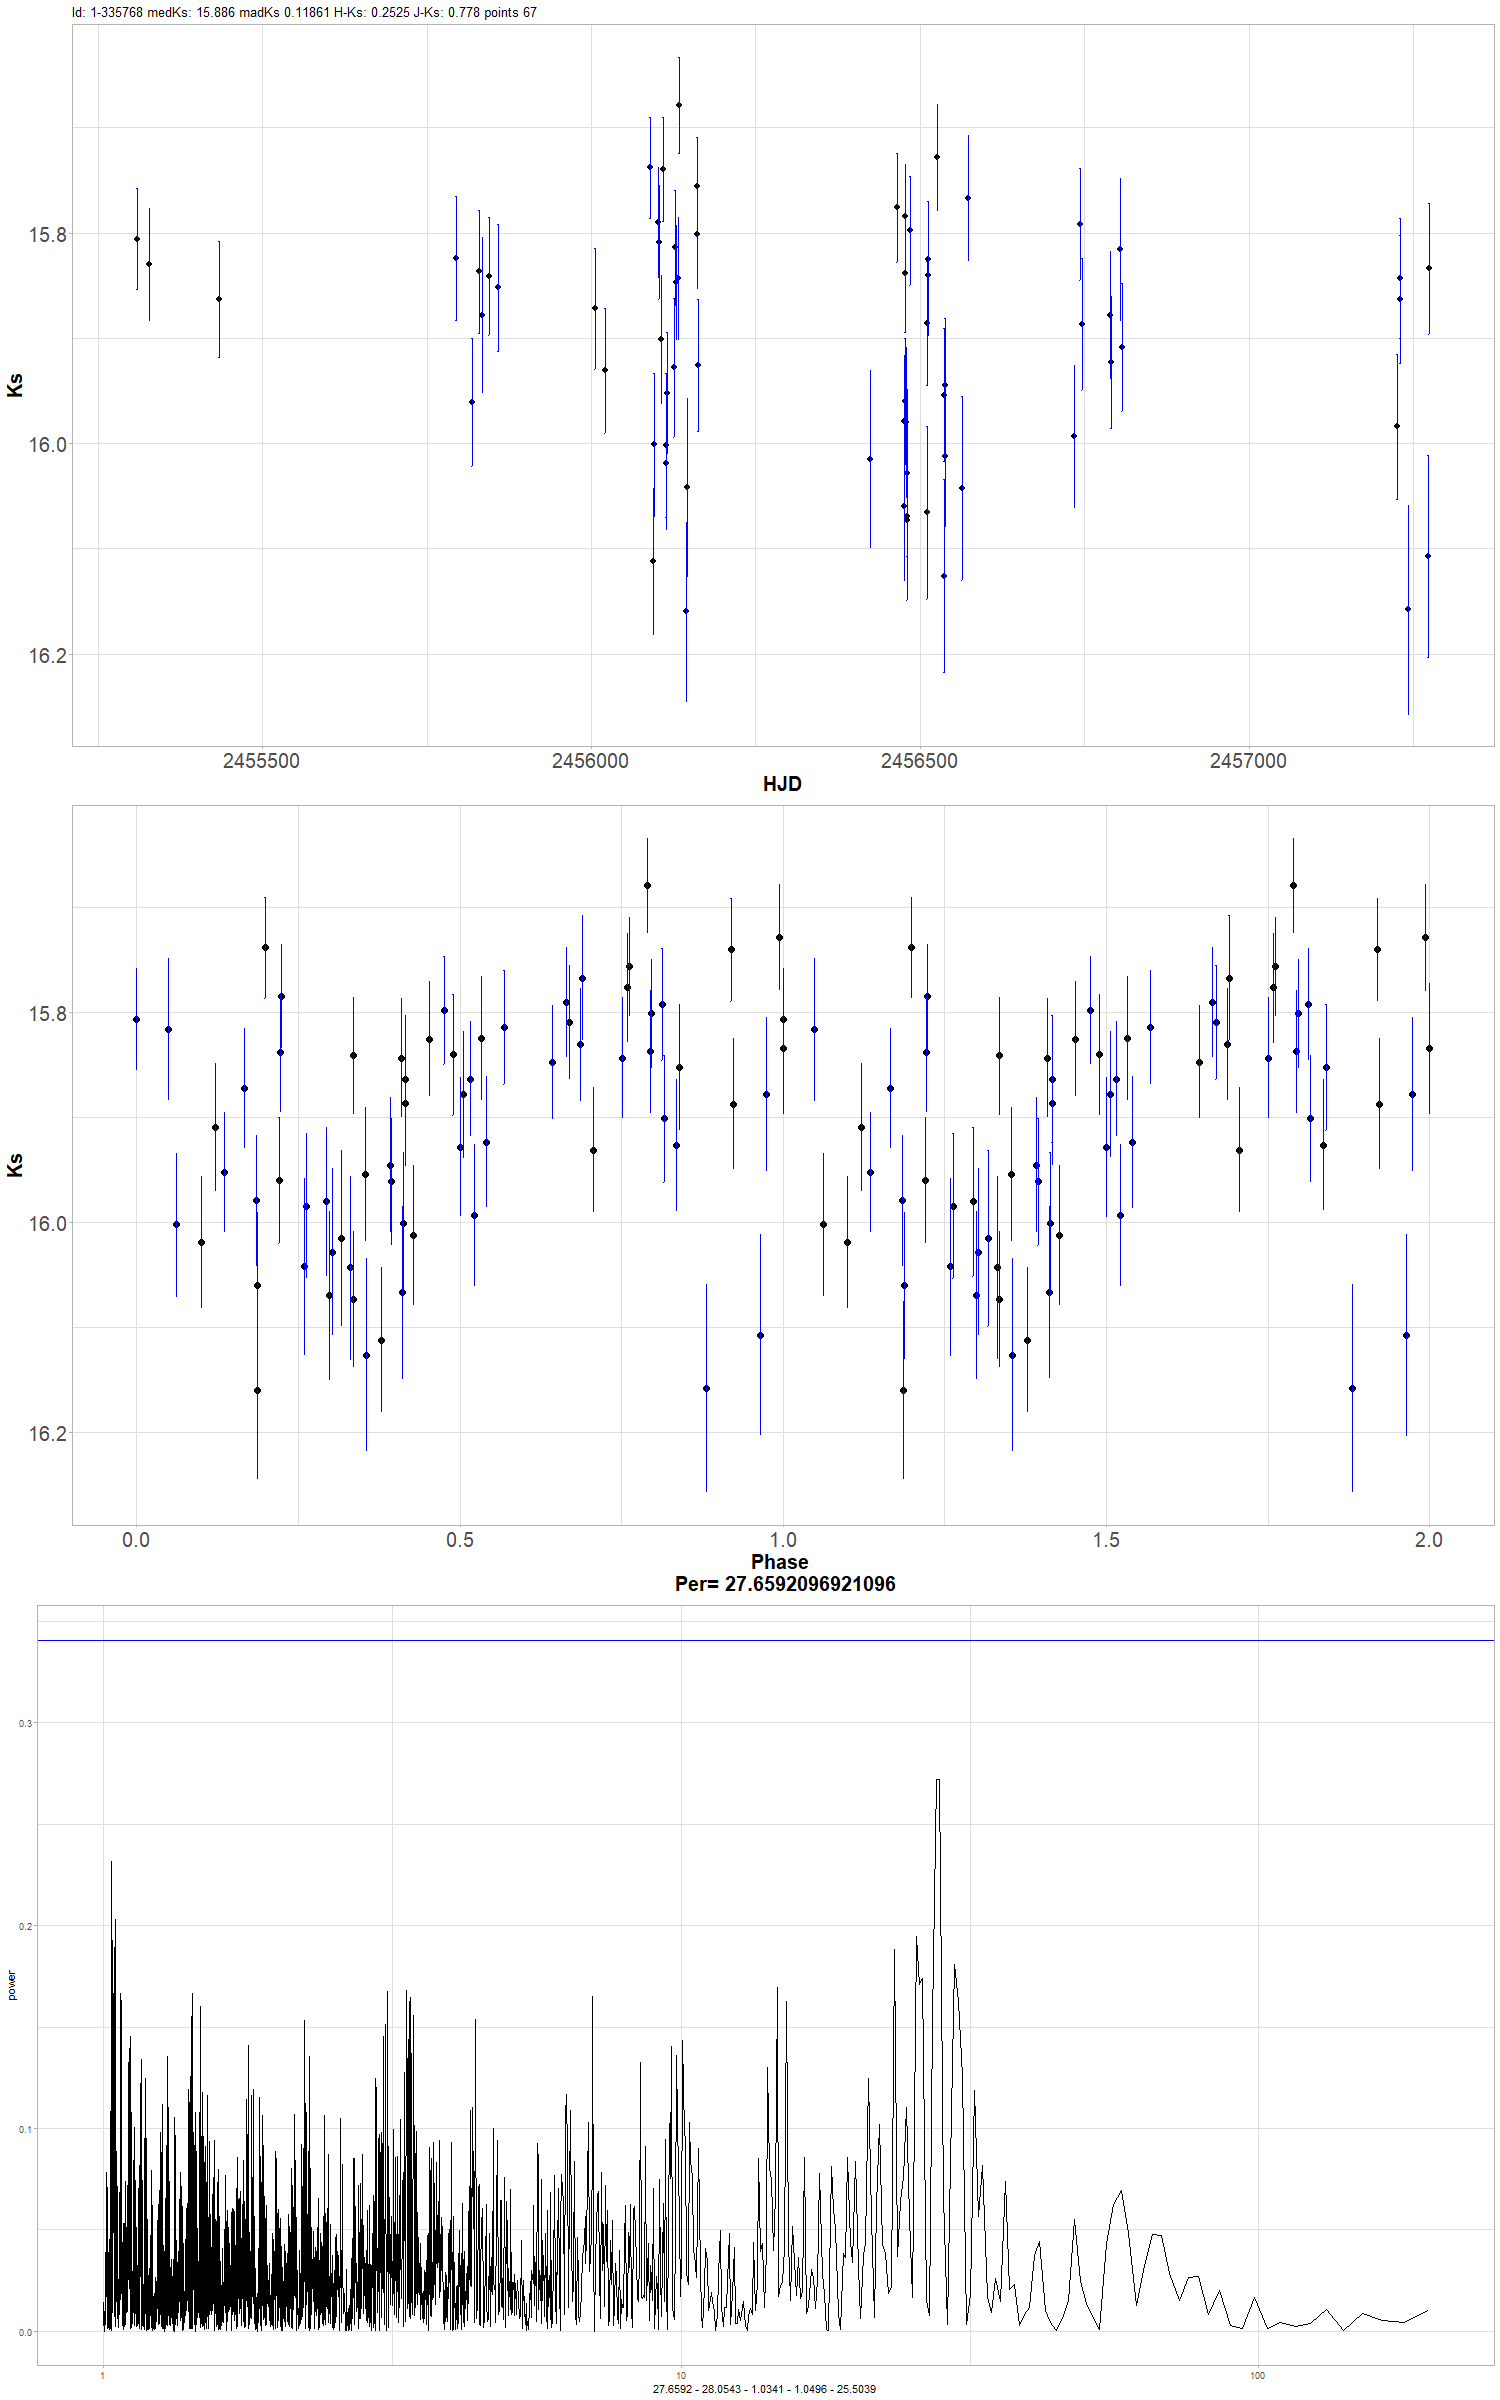 Id: 1-335768 medKs: 15.886 madKs 0.11861 H-Ks: 0.2525 J-Ks: 0.778 points 67
15.8
16.0
16.2
Ks
2455500 2456000 2456500 2457000
HJD
15.8
16.0
16.2
Ks
0.0 0.5 1.0 1.5 2.0
Phase
Per= 27.6592096921096
0.3
0.2
0.1
0.0
power
1 10 100
27.6592 - 28.0543 - 1.0341 - 1.0496 - 25.5039